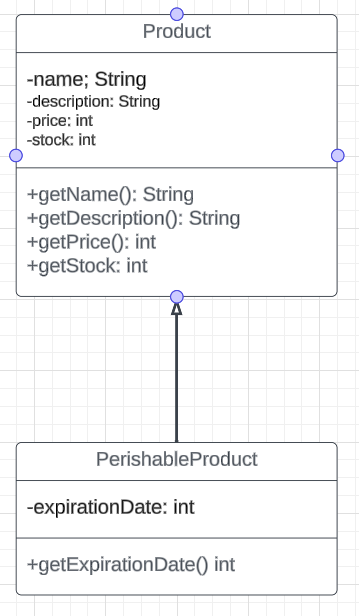 Product
-name; String
-description: String
-price: int
-stock: int
+getName(): String
+getDescription(): String
+getPrice(): int
+getStock: int
PerishableProduct
-expirationDate: int
+getExpirationDate() int